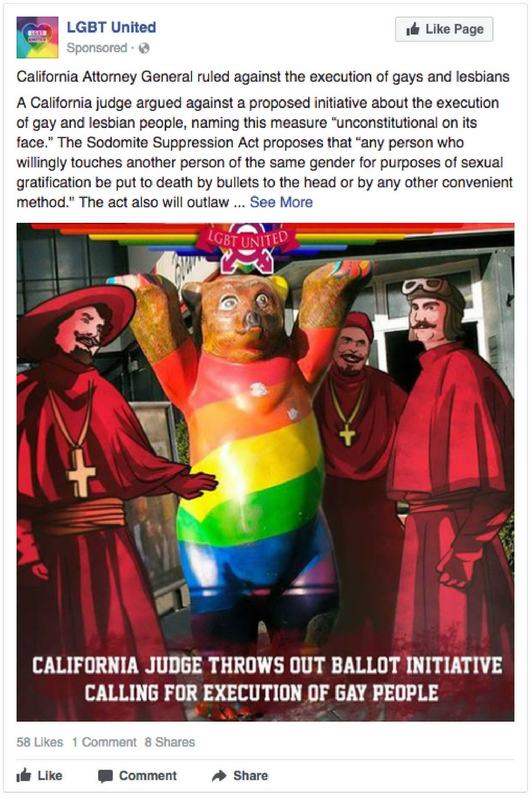 LGBT United
Like Page
Sponsored ·
California Attorney General ruled against the execution of gays and lesbians
A California judge argued against a proposed initiative about the execution
of gay and lesbian people, naming this measure “unconstitutional on its
face.” The Sodomite Suppression Act proposes that “any person who
willingly touches another person of the same gender for purposes of sexual
gratification be put to death by bullets to the head or by any other convenient
method." The act also will outlaw ... See More
LGBT UNITED
CALIFORNIA JUDGE THROWS OUT BALLOT INITIATIVE
CALLING FOR EXECUTION OF GAY PEOPLE
58 Likes 1 Comment 8 Shares
Like Comment Share